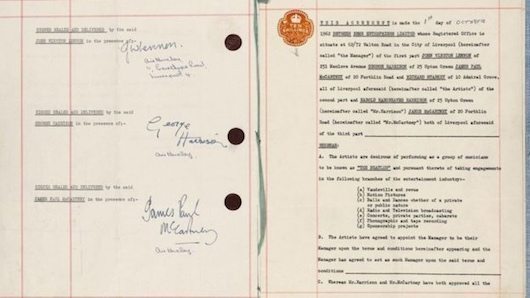 SIGNED SEALED AND DELIVERED by the said
JOHN WINSTON LENNON in the presence of:-
J W Lennon.
SIGNED SEALED AND DELIVERED by the said
GEORGE HARRISON in the presence of:-
George
Harrison
SIGNED SEALED AND DELIVERED by the said
JAMES PAUL McCARTNEY in the presence of:-
James Paul
McCartney
THIS AGREEMENT is made the 1st day of October
1962 BETWEEN NEMS ENTERPRISES LIMITED whose Registered Office is
situate at 12/14 Walton Road in the City of Liverpool (hereinafter
called "the Manager") of the first part JOHN WINSTON LENNON of
251 Menlove Avenue GEORGE HARRISON of 25 Upton Green JAMES PAUL
McCARTNEY of 20 Forthlin Road and RICHARD STARKEY of 10 Admiral Grove,
all of Liverpool aforesaid (hereinafter called "the Artists") of the
second part and HAROLD HARGREAVES HARRISON of 25 Upton Green
(hereinafter called "Mr.Harrison") JAMES McCARTNEY of 20 Forthlin
Road (hereinafter called "Mr.McCartney") both of Liverpool aforesaid
of the third part
WHEREAS:
A. The Artists are desirous of performing as a group of musicians
to be known as "THE BEATLES" and pursuant thereto of taking engagements
in the following branches of the entertainment industry:-
(a) Vaudeville and revue
(b) Motion Pictures
(c) Balls and Dances whether of a private
or public nature
(d) Radio and Television broadcasting
(e) Concerts, private parties, cabarets
(f) Phonographic and tape recording
(g) Sponsorship projects
B. The Artists have agreed to appoint the Manager to be their
Manager upon the terms and conditions hereinafter appearing and the
Manager has agreed to act as such Manager upon the said terms and
conditions
C. Whereas Mr.Harrison and Mr.McCartney have both approved all the